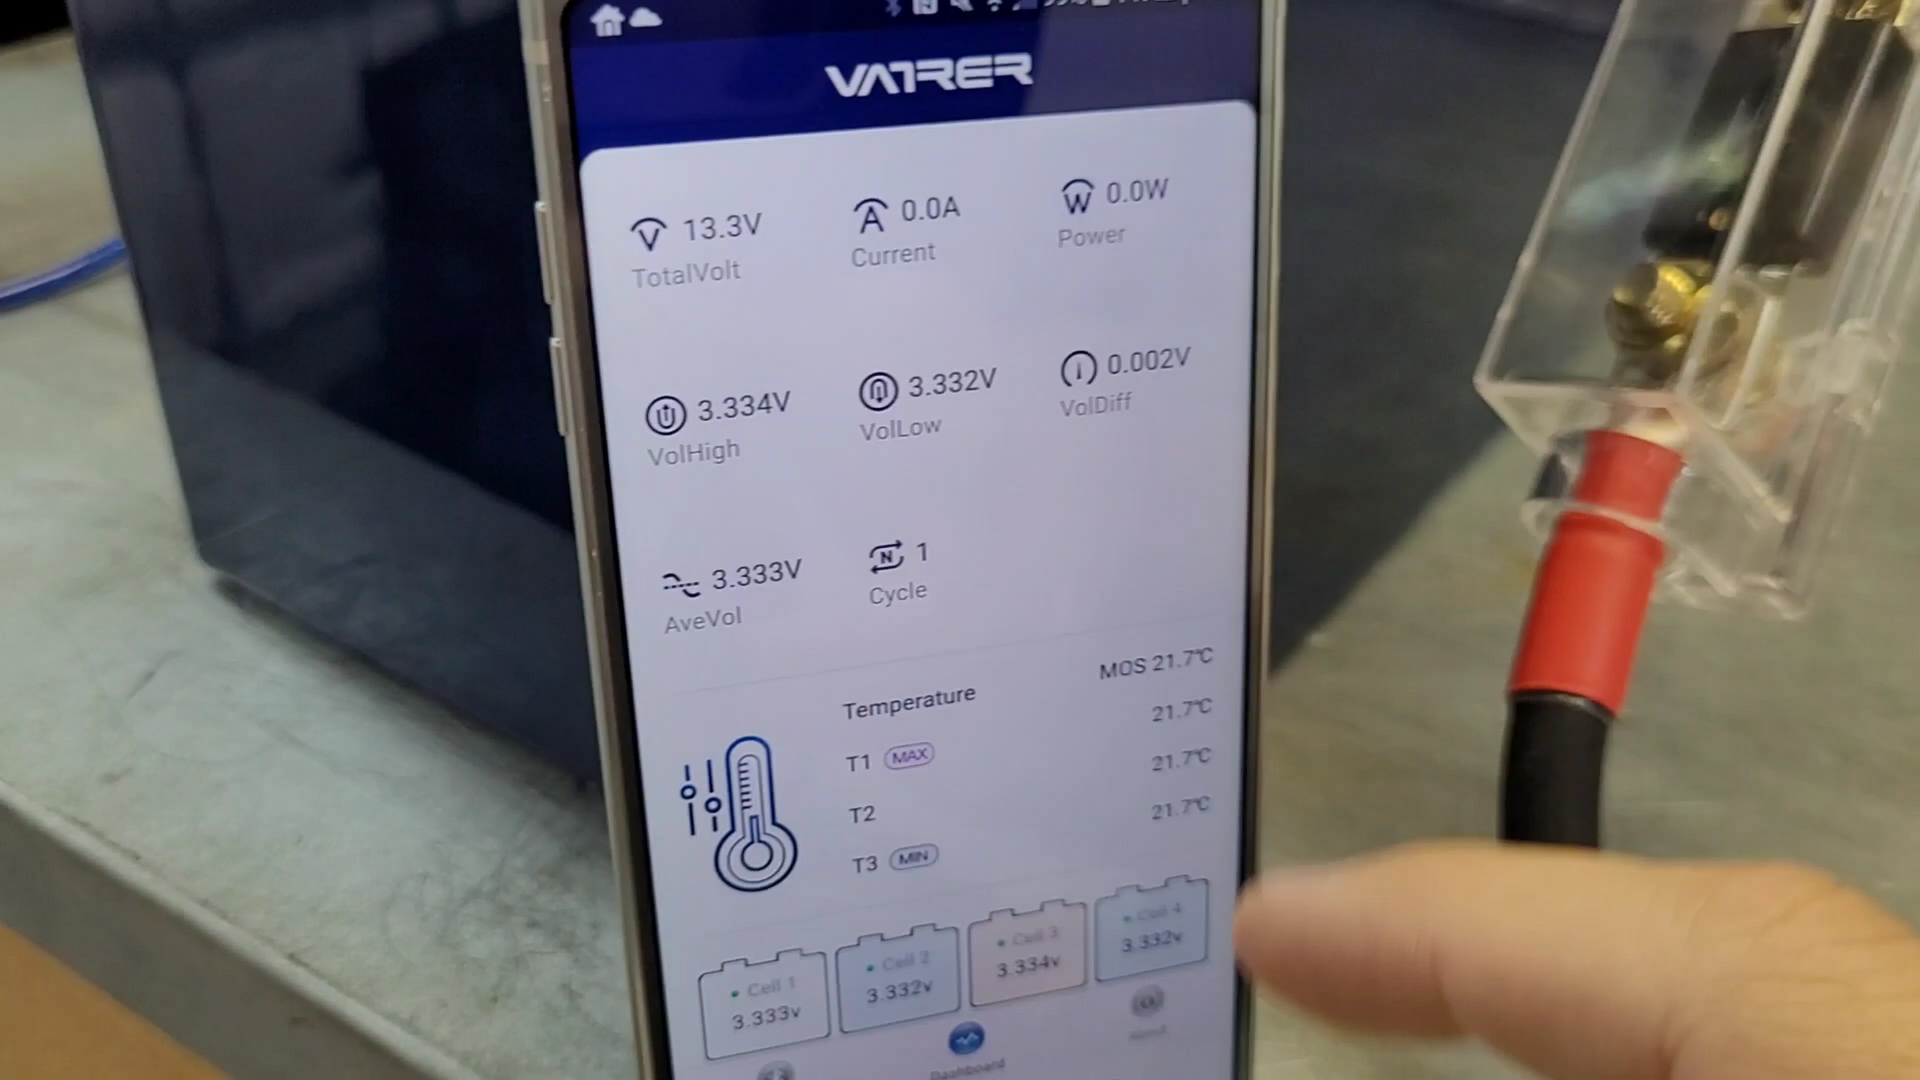 VATRER
13.3V 0.0A 0.0W
TotalVolt Current Power
3.334V 3.332V 0.002V
VolHigh VolLow VolDiff
3.333V N 1
AveVol Cycle
Temperature MOS 21.7℃
21.7℃
T1 MAX 21.7℃
T2 21.7℃
T3 MIN
Cell 1 Cell 2 Cell 3 Cell 4
3.333v 3.332v 3.334v 3.332v
Dashboard